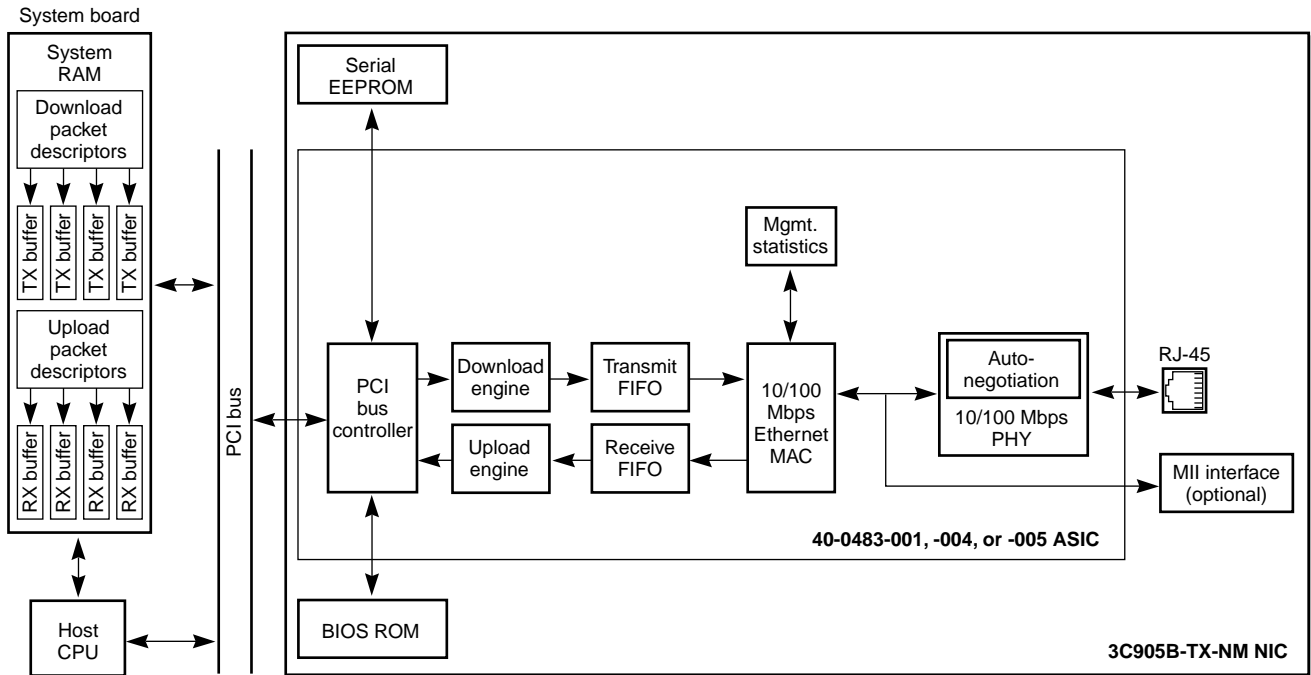 System board
System
RAM
Download
packet
descriptors
TX buffer
TX buffer
TX buffer
TX buffer
Upload
packet
descriptors
RX buffer
RX buffer
RX buffer
RX buffer
Host
CPU
PCI bus
Serial
EEPROM
Mgmt.
statistics
PCI
bus
controller
Download
engine
Transmit
FIFO
Upload
engine
Receive
FIFO
10/100
Mbps
Ethernet
MAC
Auto-
negotiation
10/100 Mbps
PHY
RJ-45
MII interface
(optional)
40-0483-001, -004, or -005 ASIC
BIOS ROM
3C905B-TX-NM NIC